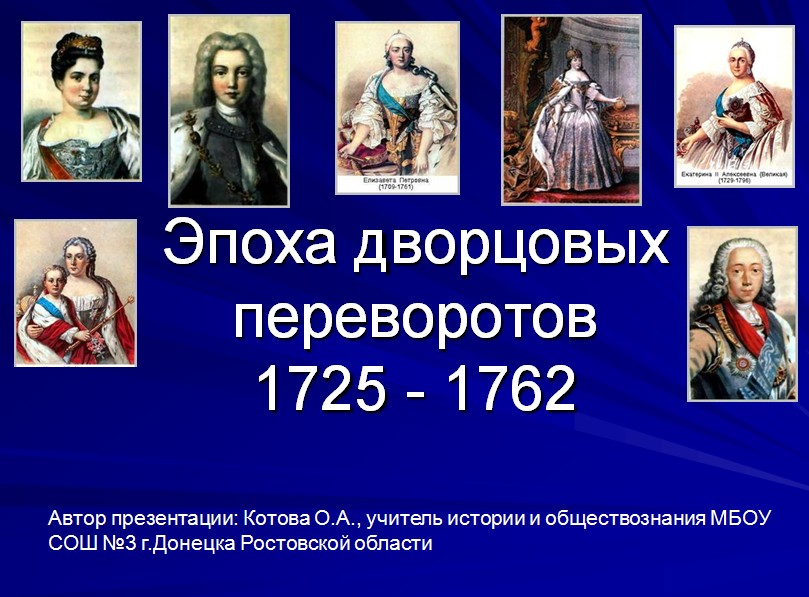 Елизавета Петровна
(1709-1761)
Екатерина II Алексеевна (Великая)
(1729-1796)
Эпоха дворцовых
переворотов
1725 - 1762
Автор презентации: Котова О.А., учитель истории и обществознания МБОУ
СОШ №3 г.Донецка Ростовской области